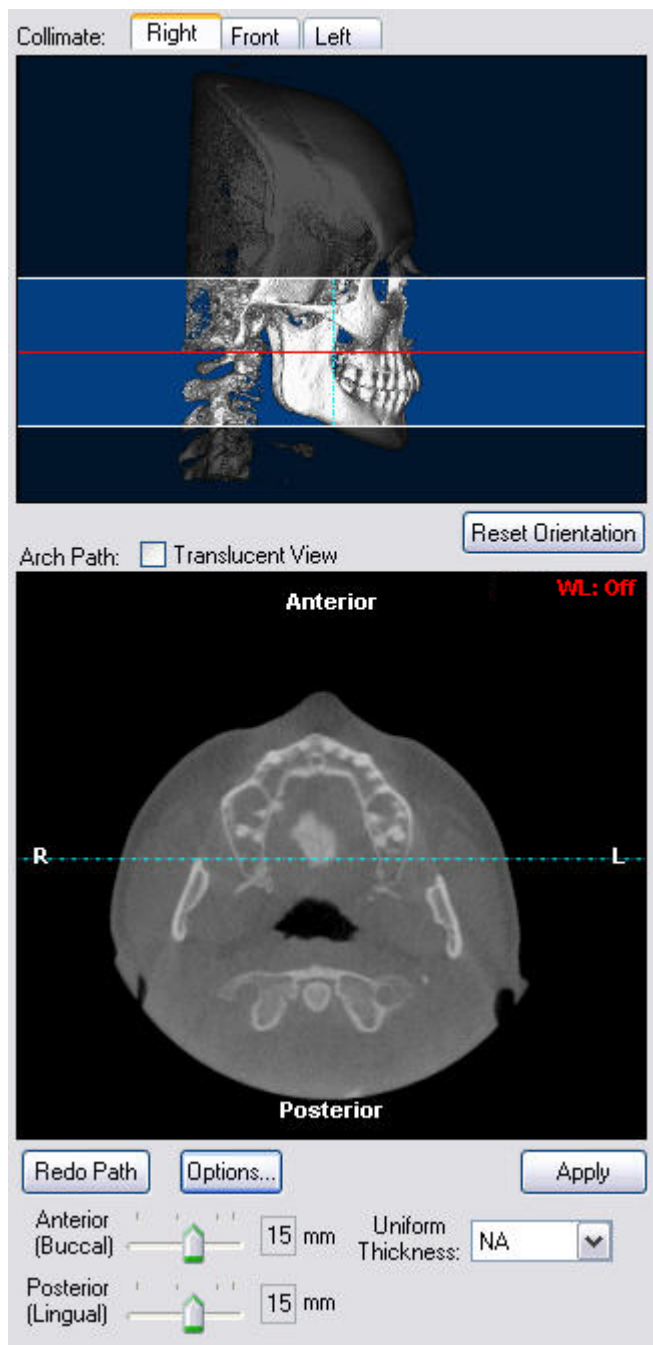 Collimate: Right Front Left
Reset Orientation
Arch Path: Translucent View
WL: Off
Anterior
R L
Posterior
Redo Path Options... Apply
Anterior
(Buccal) 15 mm Uniform
Thickness: NA
Posterior
(Lingual) 15 mm